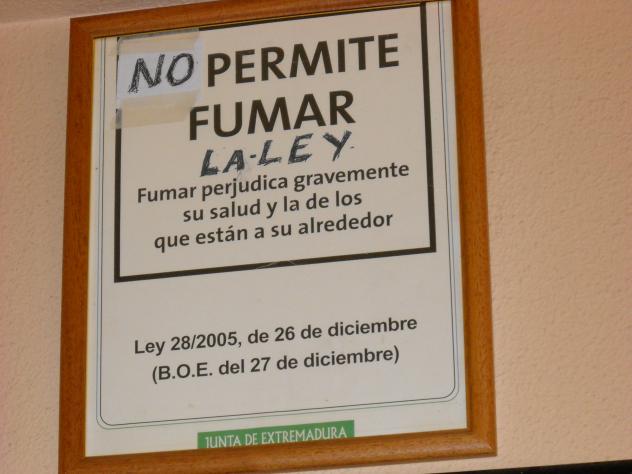 NO PERMITE
FUMAR
LA-LEY.
Fumar perjudica gravemente
su salud y la de los
que están a su alrededor
Ley 28/2005, de 26 de diciembre
(B.O.E. del 27 de diciembre)
JUNTA DE EXTREMADURA